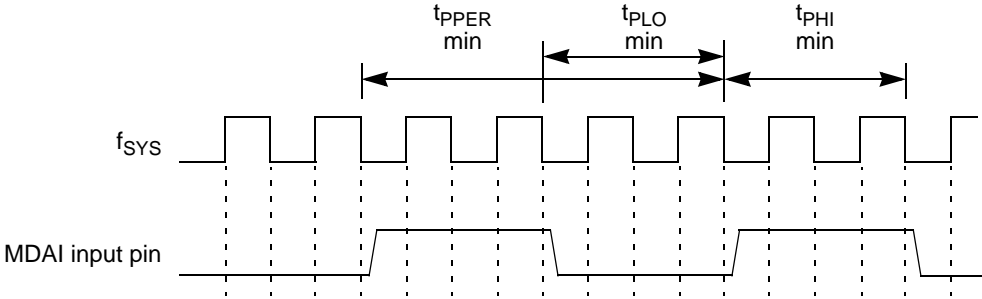 tPPER
min
tPLO
min
tPHI
min
fSYS
MDAI input pin